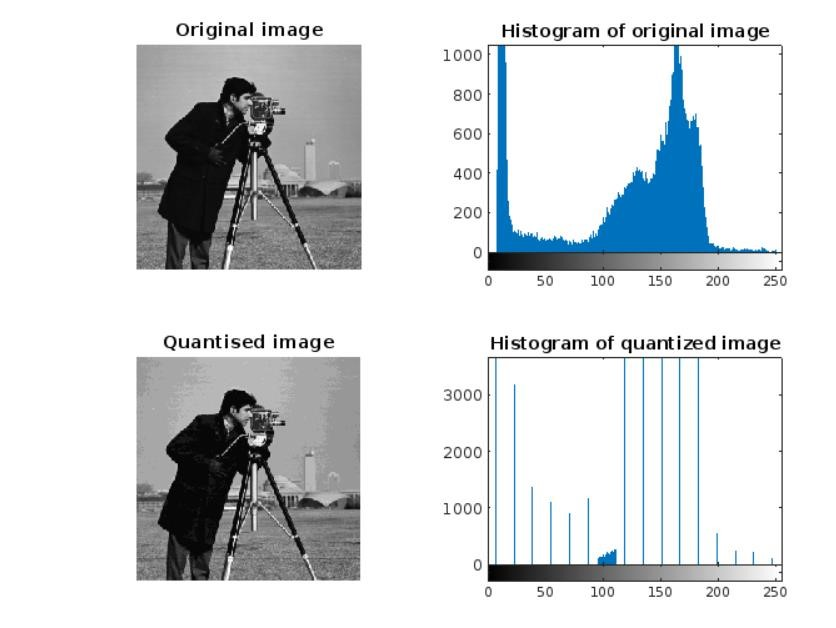 Original image
Histogram of original image
1000
800
600
400
200
0
0 50 100 150 200 250
Quantised image
Histogram of quantized image
3000
2000
1000
0
0 50 100 150 200 250